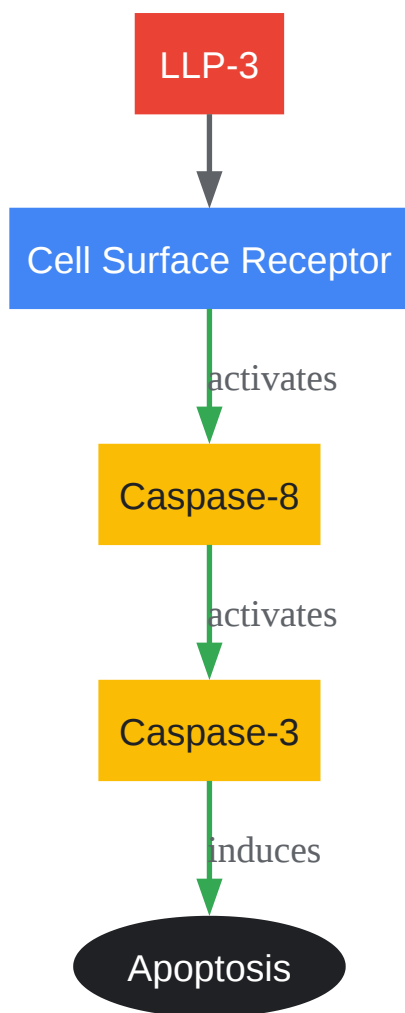 LLP-3
Cell Surface Receptor
activates
Caspase-8
activates
Caspase-3
induces
Apoptosis